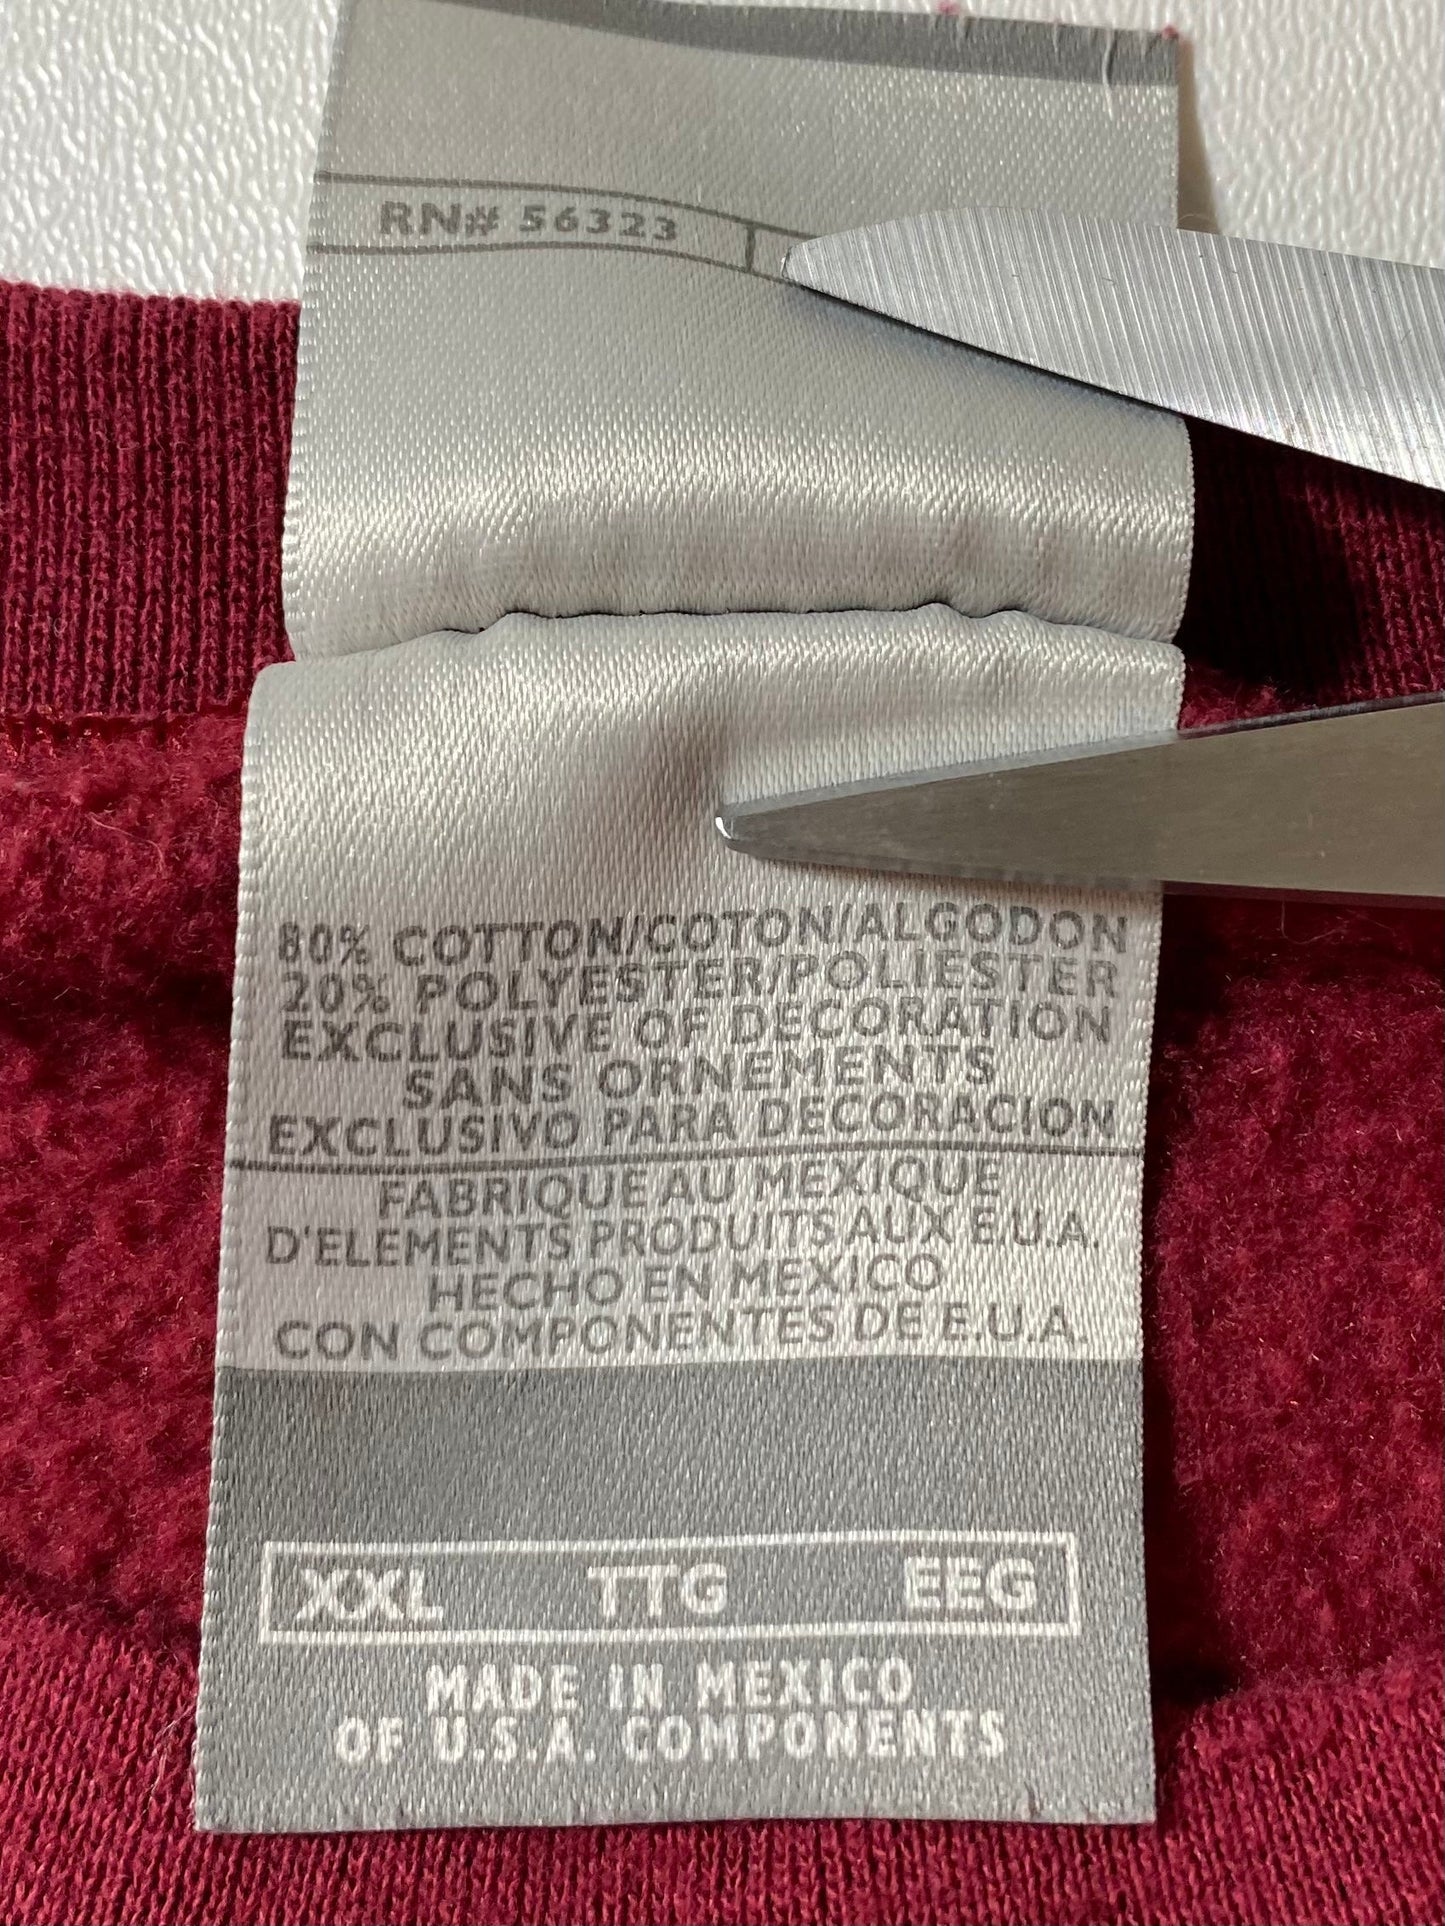 RN# 56323
80% COTTON/COTON/ALGODON
20% POLYESTER/POLIESTER
EXCLUSIVE OF DECORATION
SANS ORNEMENTS
EXCLUSIVO PARA DECORACION
FABRIQUE AU MEXIQUE
D'ELEMENTS PRODUITS AUX E.U.A.
HECHO EN MEXICO
CON COMPONENTES DE E.U.A.
XXL TTG EEG
MADE IN MEXICO
OF U.S.A. COMPONENTS